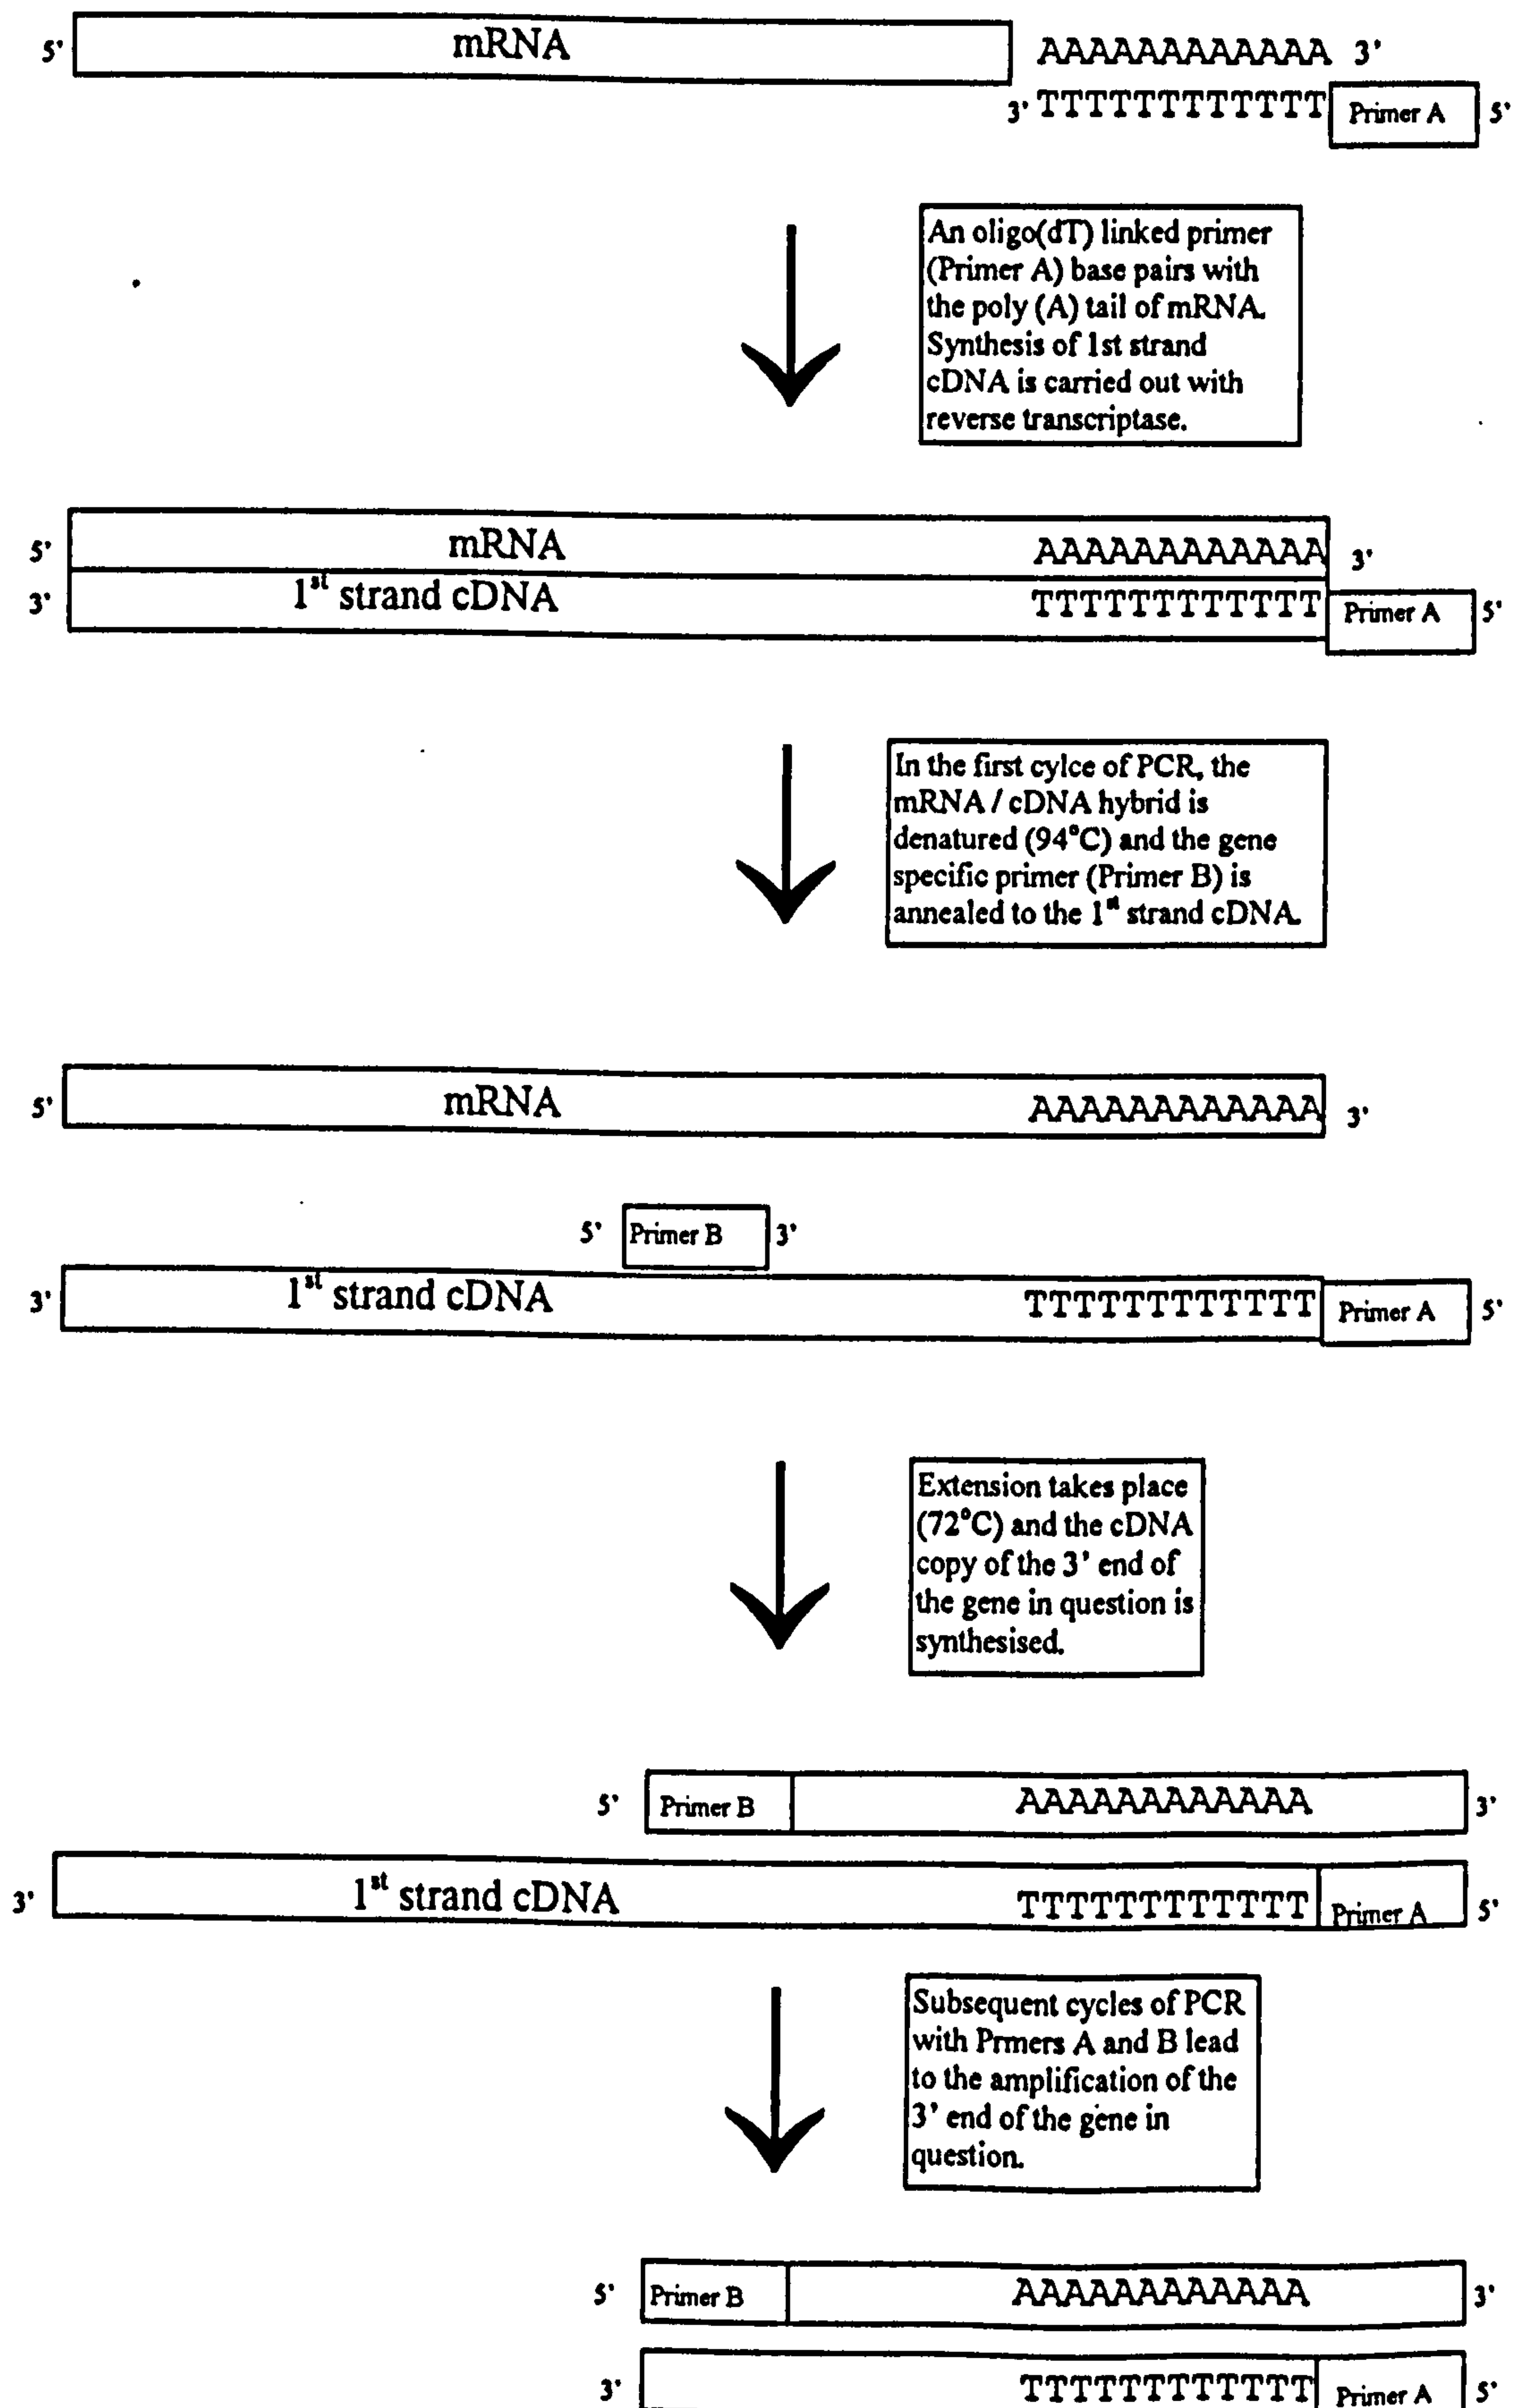 5' mRNA AAAAAAAAAAAA 3'
3' TTTTTTTTTTTT Primer A 5'
An oligo(dT) linked primer
(Primer A) base pairs with
the poly (A) tail of mRNA.
Synthesis of 1st strand
cDNA is carried out with
reverse transcriptase.
5' mRNA AAAAAAAAAAAA 3'
3' 1st strand cDNA TTTTTTTTTTTT Primer A 5'
In the first cylce of PCR, the
mRNA / cDNA hybrid is
denatured (94°C) and the gene
specific primer (Primer B) is
annealed to the 1st strand cDNA.
5' mRNA AAAAAAAAAAAA 3'
5' Primer B 3'
3' 1st strand cDNA TTTTTTTTTTTT Primer A 5'
Extension takes place
(72°C) and the cDNA
copy of the 3' end of
the gene in question is
synthesised.
5' Primer B AAAAAAAAAAAA 3'
3' 1st strand cDNA TTTTTTTTTTTT Primer A 5'
Subsequent cycles of PCR
with Prmers A and B lead
to the amplification of the
3' end of the gene in
question.
5' Primer B AAAAAAAAAAAA 3'
3' TTTTTTTTTTTT Primer A 5'